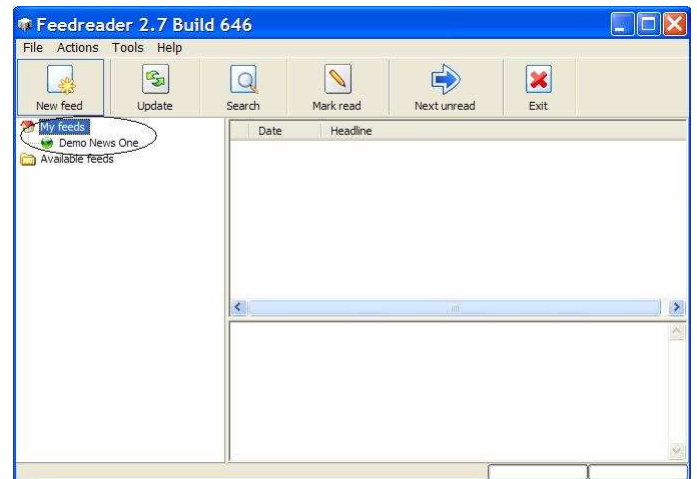 Feedreader 2.7 Build 646
File Actions Tools Help
New feed Update Search Mark read Next unread Exit
My feeds
Demo News One
Available feeds
Date Headline